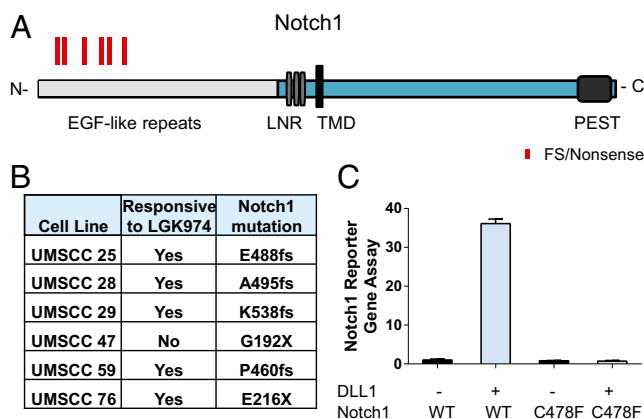 A
Notch1
N-
- C
EGF-like repeats
LNR
TMD
PEST
FS/Nonsense
B
Cell Line
Responsive to LGK974
Notch1 mutation
UMSCC 25 Yes E488fs
UMSCC 28 Yes A495fs
UMSCC 29 Yes K538fs
UMSCC 47 No G192X
UMSCC 59 Yes P460fs
UMSCC 76 Yes E216X
C
Notch1 Reporter
Gene Assay
40
30
20
10
0
DLL1 - + - +
Notch1 WT WT C478F C478F